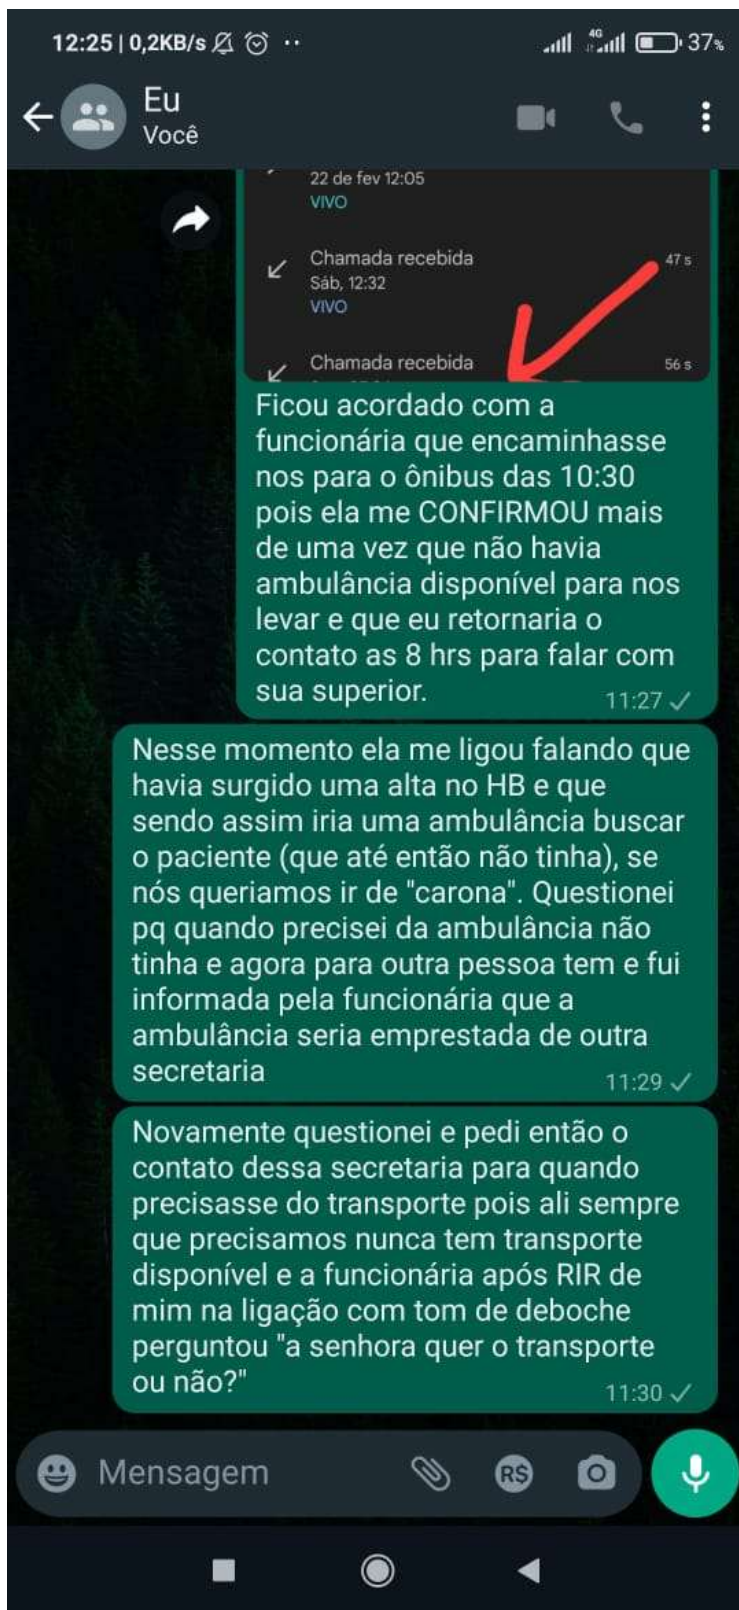 12:25 | 0,2KB/s
4G
37%
Eu
Você
22 de fev 12:05
VIVO
Chamada recebida
47 s
Sáb, 12:32
VIVO
Chamada recebida
56 s
Ficou acordado com a
funcionária que encaminhasse
nos para o ônibus das 10:30
pois ela me CONFIRMOU mais
de uma vez que não havia
ambulância disponível para nos
levar e que eu retornaria o
contato as 8 hrs para falar com
sua superior.
11:27
Nesse momento ela me ligou falando que
havia surgido uma alta no HB e que
sendo assim iria uma ambulância buscar
o paciente (que até então não tinha), se
nós queriamos ir de "carona". Questionei
pq quando precisei da ambulância não
tinha e agora para outra pessoa tem e fui
informada pela funcionária que a
ambulância seria emprestada de outra
secretaria
11:29
Novamente questionei e pedi então o
contato dessa secretaria para quando
precisasse do transporte pois ali sempre
que precisamos nunca tem transporte
disponível e a funcionária após RIR de
mim na ligação com tom de deboche
perguntou "a senhora quer o transporte
ou não?"
11:30
Mensagem
R$